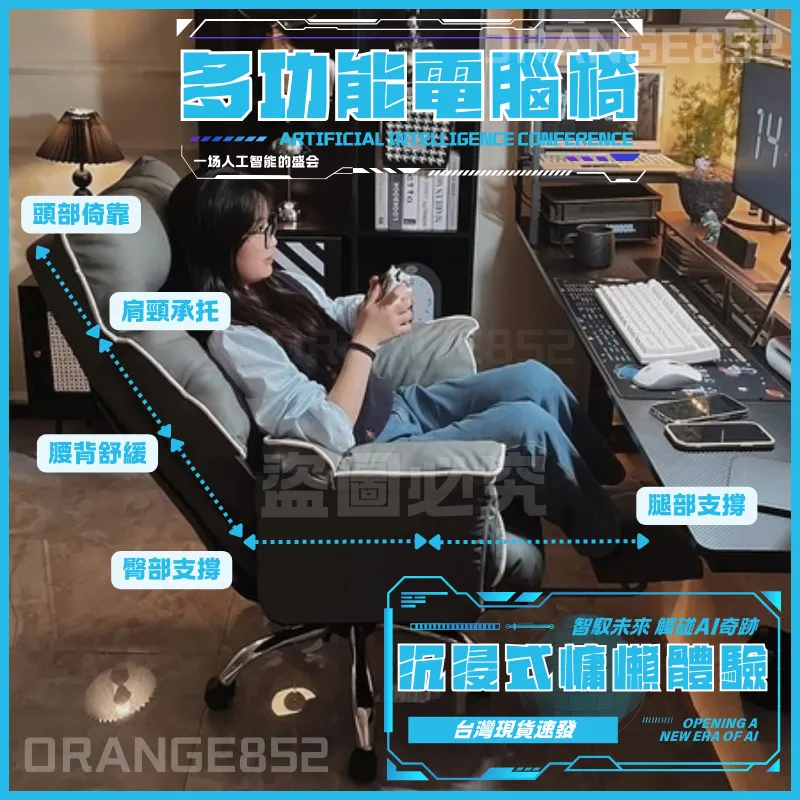 ORANGE852
多功能電腦椅
ARTIFICIAL INTELLIGENCE CONFERENCE
一场人工智能的盛会
14
LOOKBOOK
頭部倚靠
肩頸承托
ORANGE852
腰背舒緩
盜圖必究
腿部支撐
臀部支撐
智馭未來 觸碰AI奇跡
沉浸式慵懶體驗
台灣現貨速發
OPENING A
NEW ERA OF AI
ORANGE852